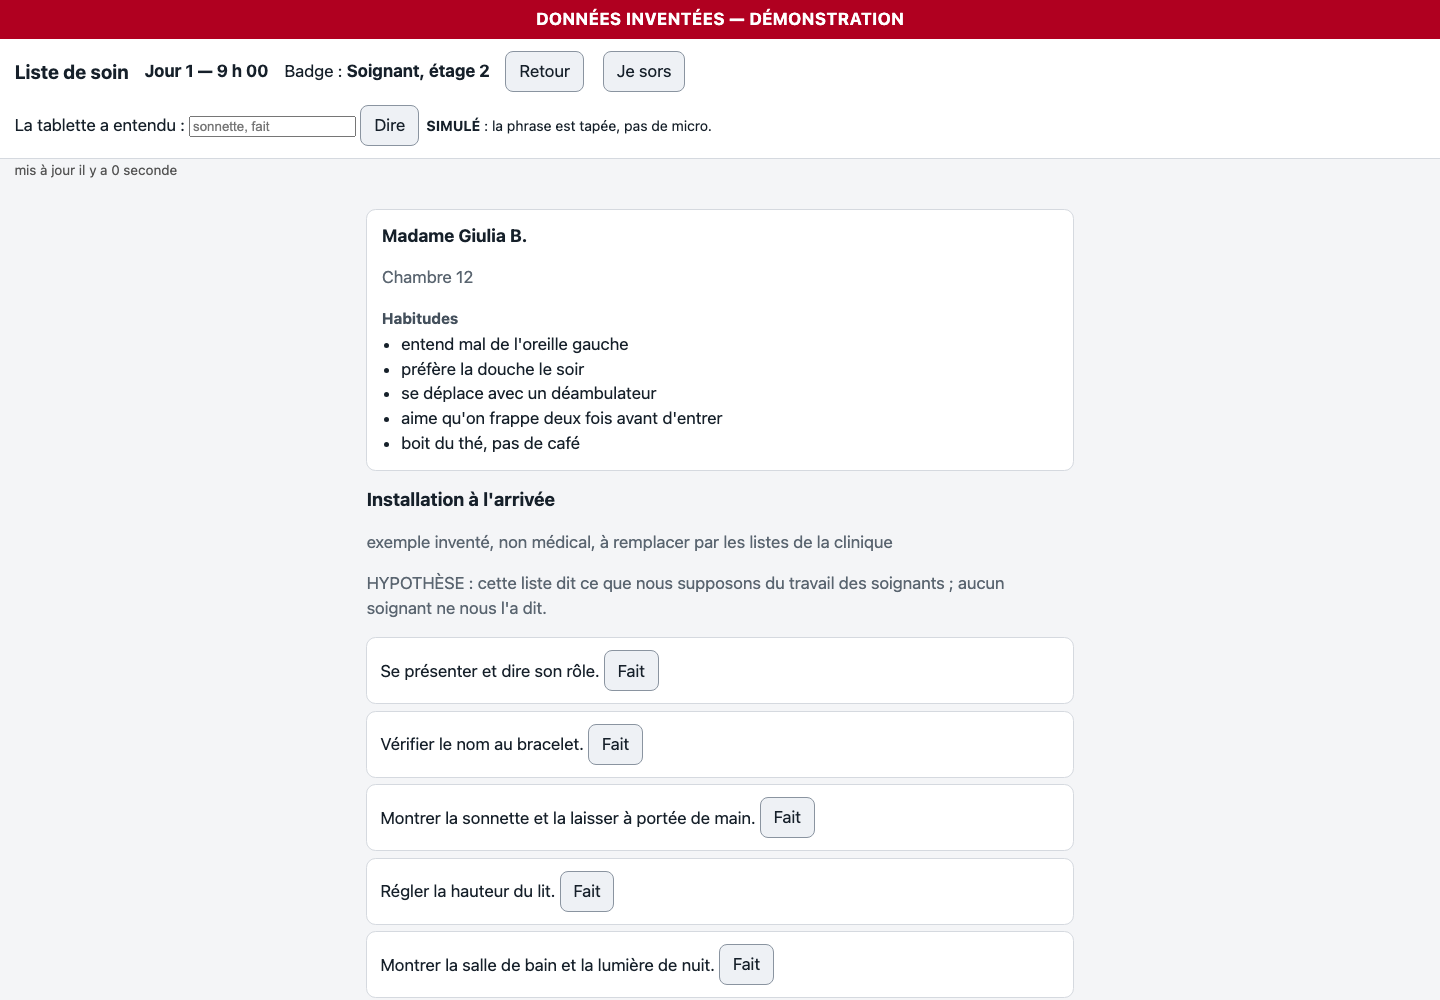 DONNÉES INVENTÉES — DÉMONSTRATION
Liste de soin Jour 1 — 9 h 00 Badge : Soignant, étage 2 Retour Je sors
La tablette a entendu : sonnette, fait Dire SIMULÉ : la phrase est tapée, pas de micro.
mis à jour il y a 0 seconde
Madame Giulia B.
Chambre 12
Habitudes
• entend mal de l'oreille gauche
• préfère la douche le soir
• se déplace avec un déambulateur
• aime qu'on frappe deux fois avant d'entrer
• boit du thé, pas de café
Installation à l'arrivée
exemple inventé, non médical, à remplacer par les listes de la clinique
HYPOTHÈSE : cette liste dit ce que nous supposons du travail des soignants ; aucun
soignant ne nous l'a dit.
Se présenter et dire son rôle. Fait
Vérifier le nom au bracelet. Fait
Montrer la sonnette et la laisser à portée de main. Fait
Régler la hauteur du lit. Fait
Montrer la salle de bain et la lumière de nuit. Fait